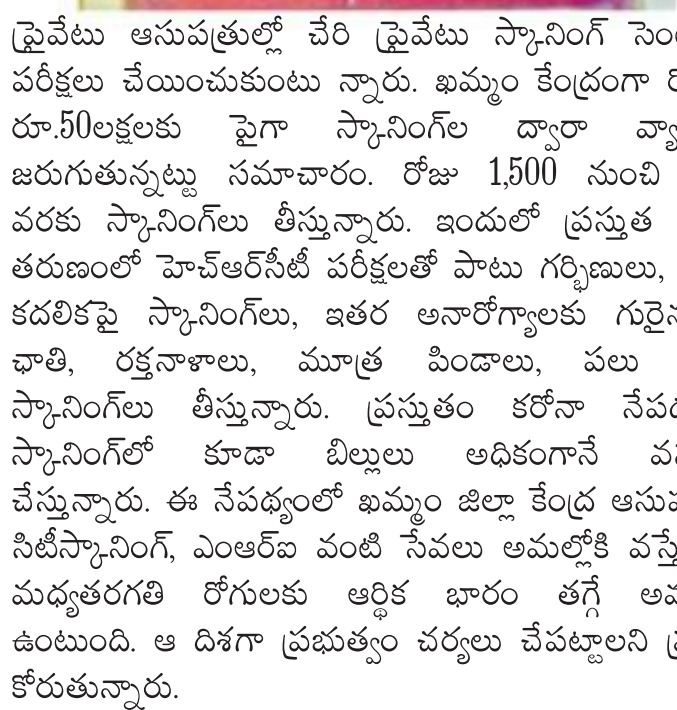 ప్రైవేటు ఆసుపత్రుల్లో చేరి ప్రైవేటు స్కానింగ్
పరీక్షలు చేయించుకుంటు న్నారు. ఖమ్మం కేంద్రంగా
రూ.50లక్షలకు పైగా స్కానింగ్‌ల ద్వారా
జరుగుతున్నట్టు సమాచారం. రోజు 1,500 నుంచి
వరకు స్కానింగ్‌లు తీస్తున్నారు. ఇందులో ప్రస్తుత
తరుణంలో హెచ్‌ఆర్‌సీటీ పరీక్షలతో పాటు గర్భిణులు,
కదలికపై స్కానింగ్‌లు, ఇతర అనారోగ్యాలకు
ఛాతి, రక్తనాళాలు, మూత్ర పిండాలు, పలు
స్కానింగ్‌లు తీస్తున్నారు. ప్రస్తుతం కరోనా
స్కానింగ్‌లో కూడా బిల్లులు అధికంగానే
చేస్తున్నారు. ఈ నేపథ్యంలో ఖమ్మం జిల్లా కేంద్ర
సిటీస్కానింగ్, ఎంఆర్‌ఐ వంటి సేవలు అమల్లోకి
మధ్యతరగతి రోగులకు ఆర్థిక భారం తగ్గే
ఉంటుంది. ఆ దిశగా ప్రభుత్వం చర్యలు చేపట్టాలని
కోరుతున్నారు.